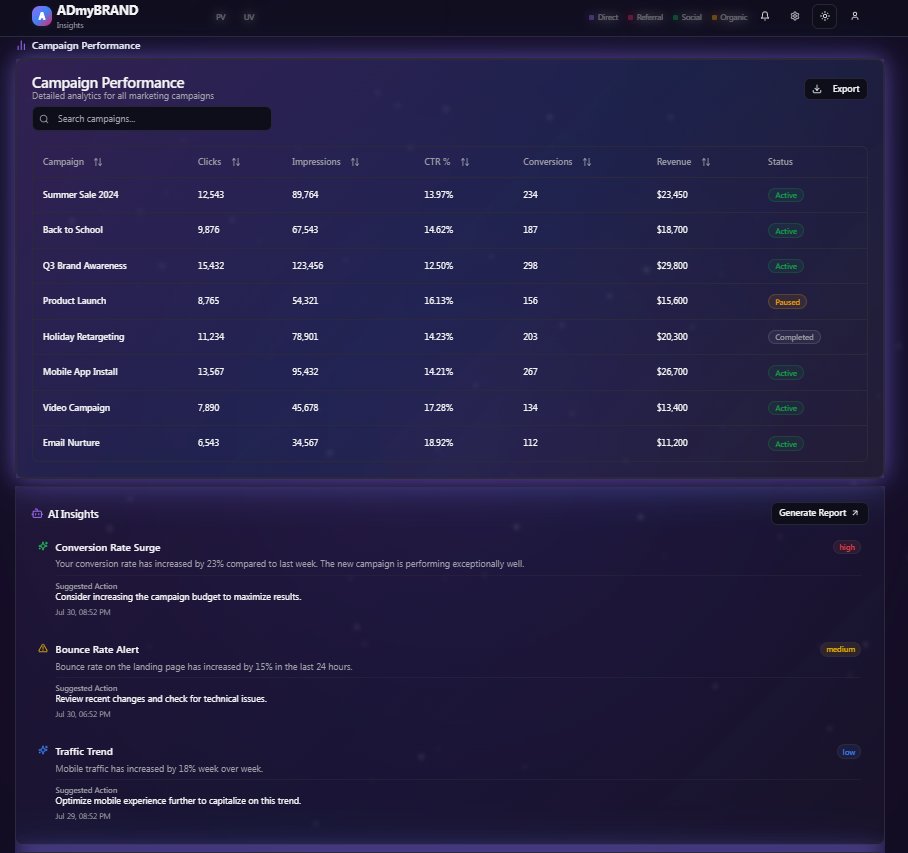 A ADmyBRAND
Insights
PV UV
Direct Referral Social Organic
Campaign Performance
Campaign Performance
Detailed analytics for all marketing campaigns
Export
Search campaigns...
Campaign Clicks Impressions CTR % Conversions Revenue Status
Summer Sale 2024 12,543 89,764 13.97% 234 $23,450 Active
Back to School 9,876 67,543 14.62% 187 $18,700 Active
Q3 Brand Awareness 15,432 123,456 12.50% 298 $29,800 Active
Product Launch 8,765 54,321 16.13% 156 $15,600 Paused
Holiday Retargeting 11,234 78,901 14.23% 203 $20,300 Completed
Mobile App Install 13,567 95,432 14.21% 267 $26,700 Active
Video Campaign 7,890 45,678 17.28% 134 $13,400 Active
Email Nurture 6,543 34,567 18.92% 112 $11,200 Active
AI Insights
Generate Report
Conversion Rate Surge high
Your conversion rate has increased by 23% compared to last week. The new campaign is performing exceptionally well.
Suggested Action
Consider increasing the campaign budget to maximize results.
Jul 30, 08:52 PM
Bounce Rate Alert medium
Bounce rate on the landing page has increased by 15% in the last 24 hours.
Suggested Action
Review recent changes and check for technical issues.
Jul 30, 06:52 PM
Traffic Trend low
Mobile traffic has increased by 18% week over week.
Suggested Action
Optimize mobile experience further to capitalize on this trend.
Jul 29, 08:52 PM